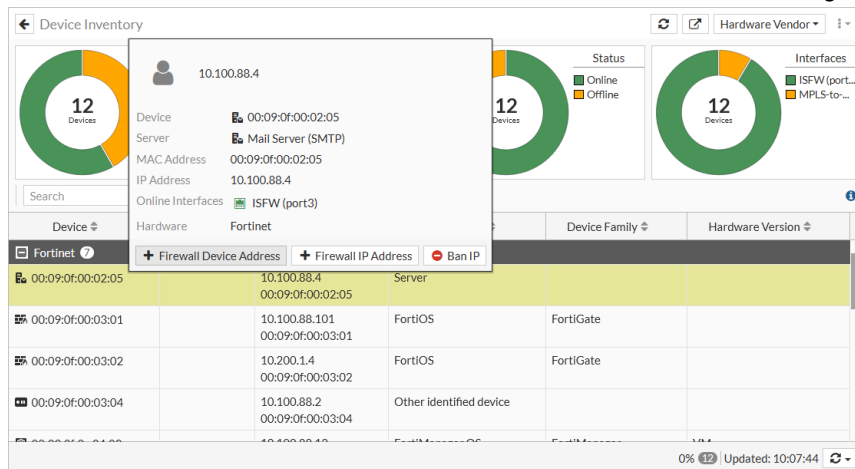 Device Inventory
Hardware Vendor
12
Devices
12
Devices
Status
Online
Offline
12
Devices
Interfaces
ISFW (port...
MPLS-to-...
10.100.88.4
Device 00:09:0f:00:02:05
Server Mail Server (SMTP)
MAC Address 00:09:0f:00:02:05
IP Address 10.100.88.4
Online Interfaces ISFW (port3)
Hardware Fortinet
+ Firewall Device Address + Firewall IP Address Ban IP
Search
Device Device Family Hardware Version
Fortinet 7
00:09:0f:00:02:05 10.100.88.4 Server
00:09:0f:00:02:05
00:09:0f:00:03:01 10.100.88.101 FortiOS FortiGate
00:09:0f:00:03:01
00:09:0f:00:03:02 10.200.1.4 FortiOS FortiGate
00:09:0f:00:03:02
00:09:0f:00:03:04 10.100.88.2 Other identified device
00:09:0f:00:03:04
0% 12 Updated: 10:07:44